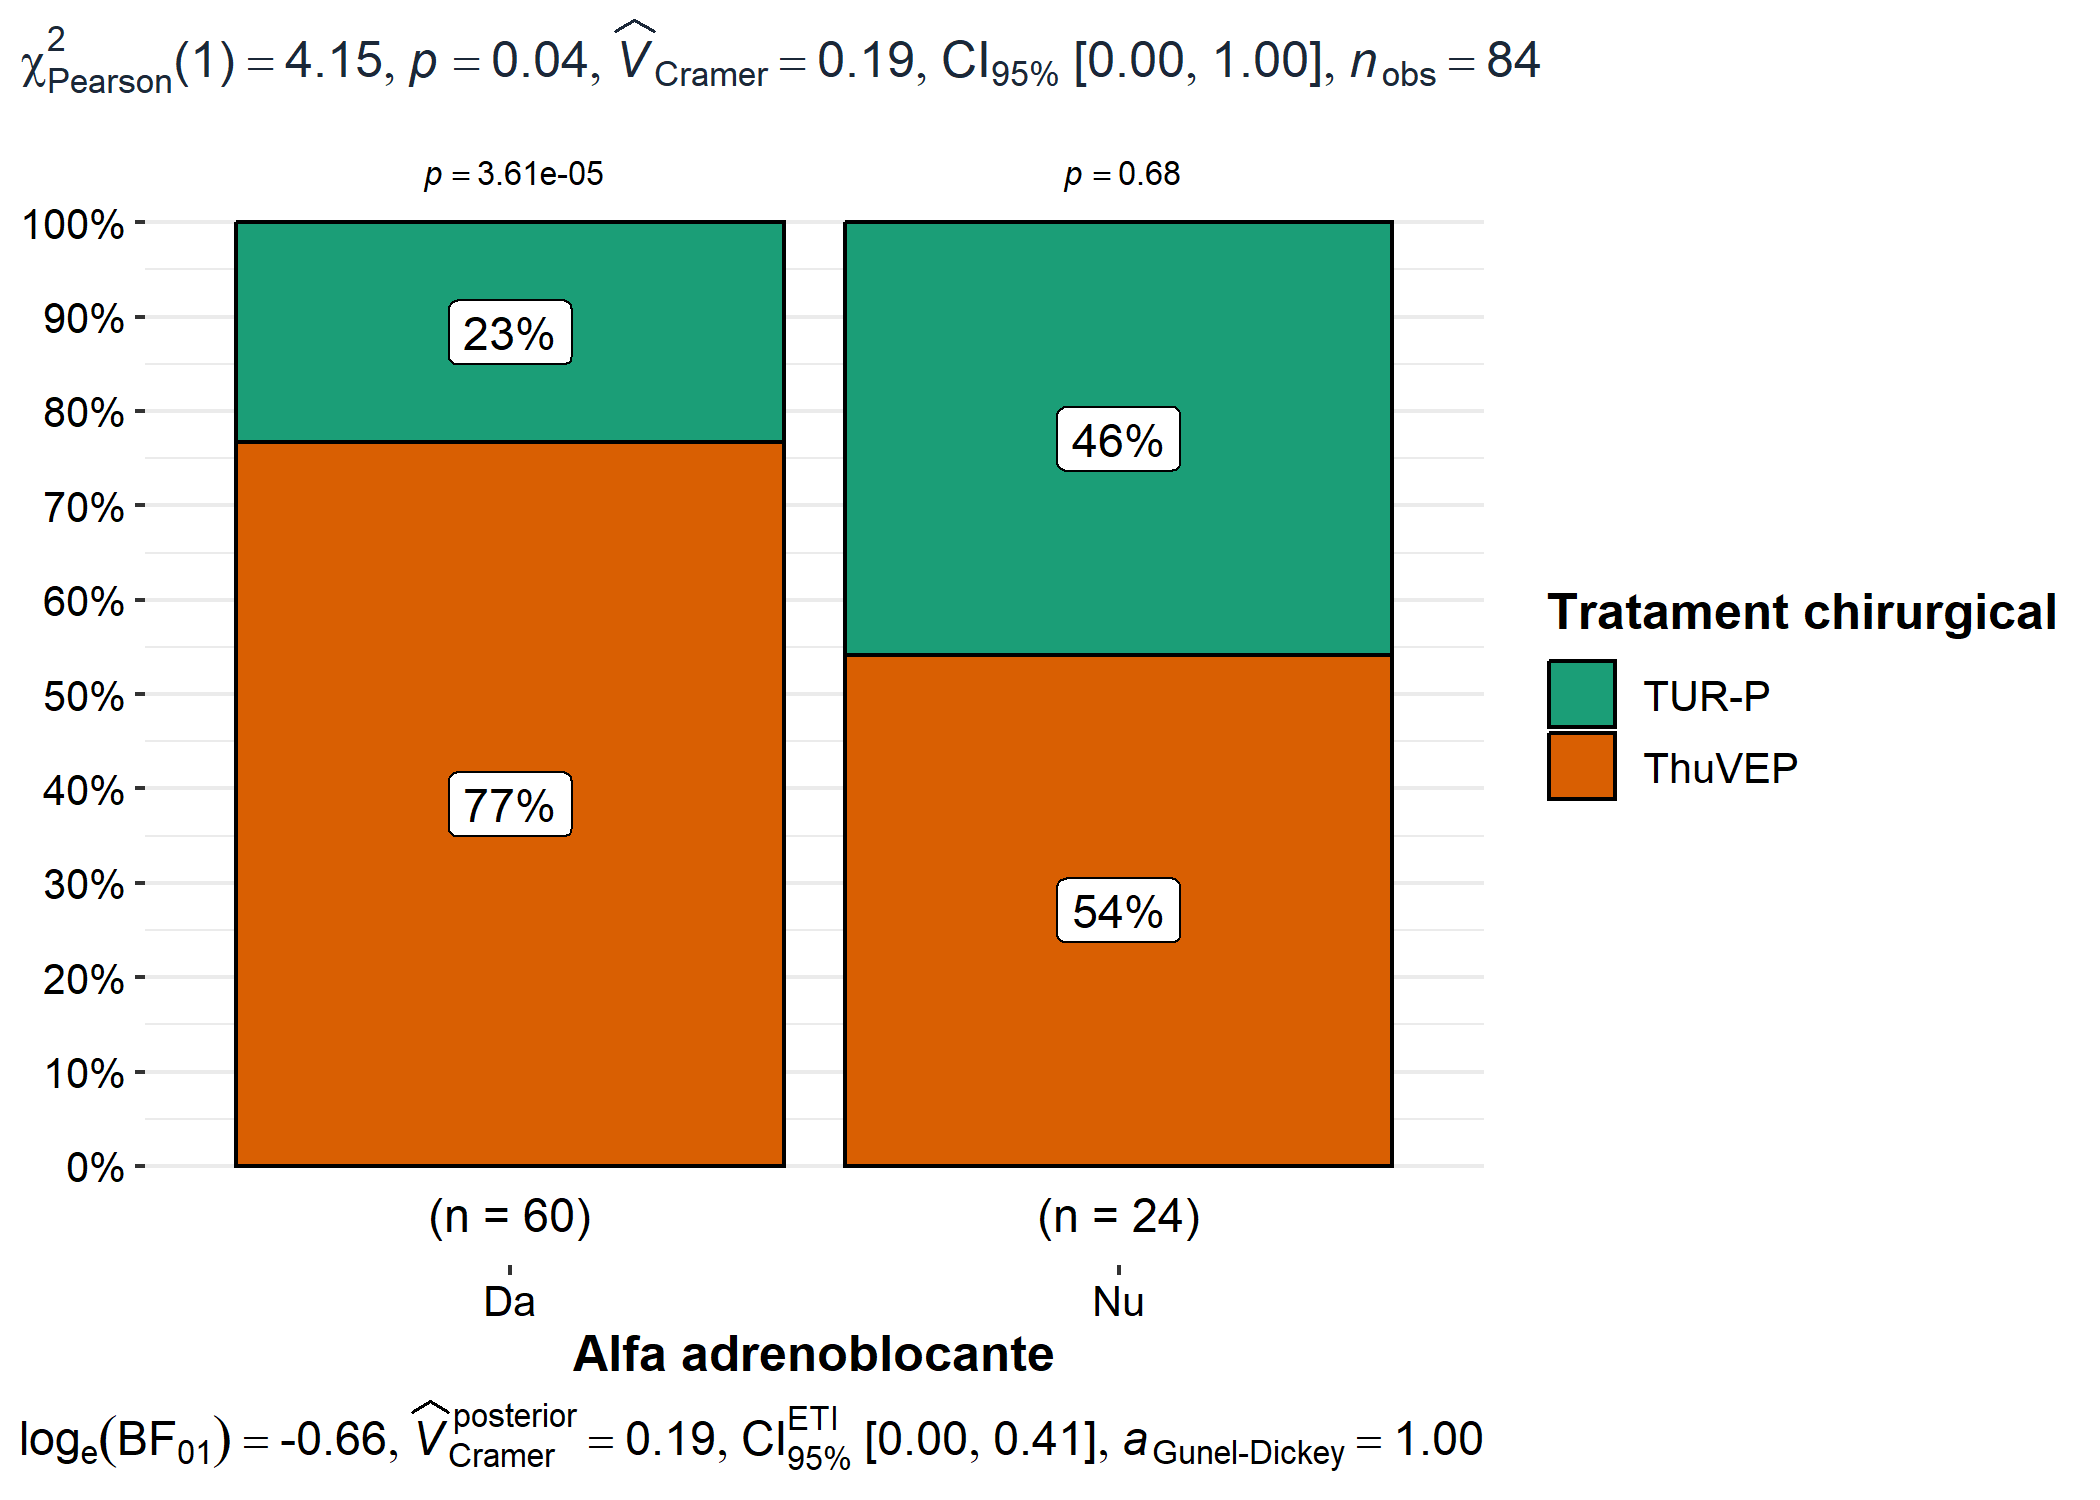 χ²Pearson(1) = 4.15, p = 0.04, V̂Cramer = 0.19, CI95% [0.00, 1.00], nobs = 84
p = 3.61e-05 p = 0.68
100%
90%
80%
70%
60%
50%
40%
30%
20%
10%
0%
23%
46%
77%
54%
(n = 60) (n = 24)
Da Nu
Alfa adrenoblocante
Tratament chirurgical
TUR-P
ThuVEP
loge(BF01) = -0.66, V̂posterior Cramer = 0.19, CIETI 95% [0.00, 0.41], aGunel-Dickey = 1.00